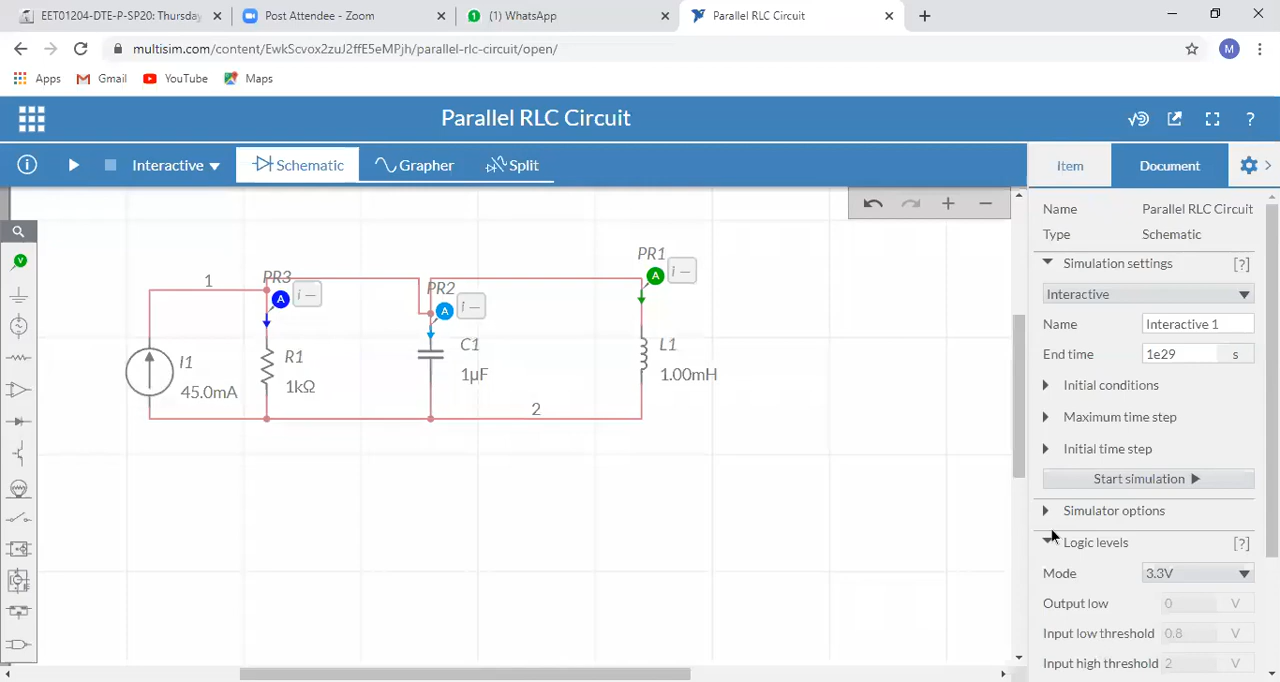 EET01204-DTE-P-SP20: Thursday
Post Attendee - Zoom
(1) WhatsApp
Parallel RLC Circuit
multisim.com/content/EwkScvox2zuJ2ffE5eMPjh/parallel-rlc-circuit/open/
M
Apps
Gmail
YouTube
Maps
Parallel RLC Circuit
?
Interactive
Schematic
Grapher
Split
Item
Document
Name
Parallel RLC Circuit
Type
Schematic
Simulation settings
[?]
Interactive
Name
Interactive 1
End time
1e29
s
Initial conditions
Maximum time step
Initial time step
Start simulation
Simulator options
Logic levels
[?]
Mode
3.3V
Output low
0
V
Input low threshold
0.8
V
Input high threshold
2
V
1
PR3
A
i —
PR2
A
i —
PR1
A
i —
I1
45.0mA
R1
1kΩ
C1
1µF
L1
1.00mH
2
V